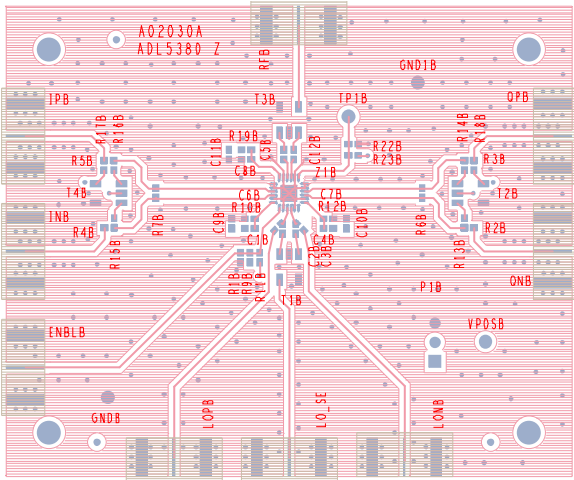 A02030A
ADL5380 Z
RFB
GND1B
IPB
T3B
TP1B
QPB
R17B
R16B
R14B
R18B
R19B
C11B
C5B
C12B
R22B
R23B
R5B
C8B
Z1B
R3B
T4B
C6B
C7B
T2B
R10B
R12B
INB
C9B
C10B
R4B
R7B
R6B
R2B
C1B
C4B
R15B
C2B
C3B
R13B
R1B
R9B
R11B
T1B
P1B
QNB
ENBLB
VPOSB
GNDB
LOPB
LO_SE
LONB